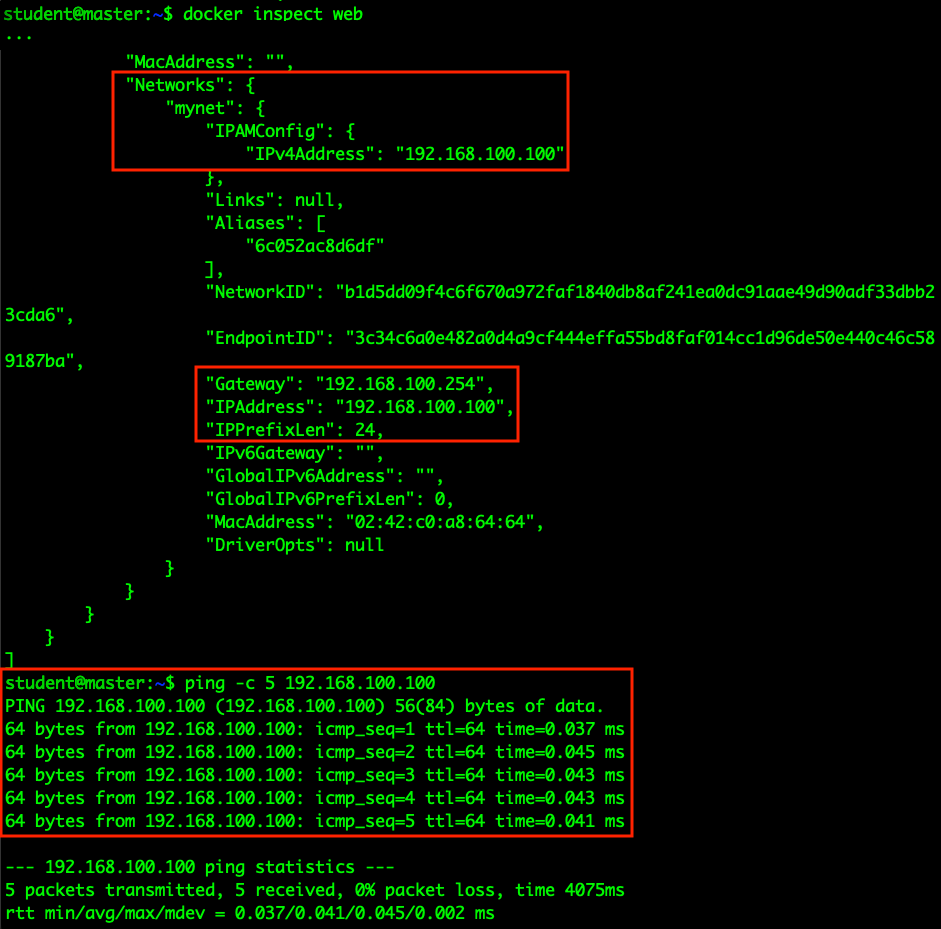 student@master:~$ docker inspect web
...
"MacAddress": "",
"Networks": {
"mynet": {
"IPAMConfig": {
"IPv4Address": "192.168.100.100"
},
"Links": null,
"Aliases": [
"6c052ac8d6df"
],
"NetworkID": "b1d5dd09f4c6f670a972faf1840db8af241ea0dc91aae49d90adf33dbb2
3cda6",
"EndpointID": "3c34c6a0e482a0d4a9cf444effa55bd8faf014cc1d96de50e440c46c58
9187ba",
"Gateway": "192.168.100.254",
"IPAddress": "192.168.100.100",
"IPPrefixLen": 24,
"IPv6Gateway": "",
"GlobalIPv6Address": "",
"GlobalIPv6PrefixLen": 0,
"MacAddress": "02:42:c0:a8:64:64",
"DriverOpts": null
}
}
}
}
]
student@master:~$ ping -c 5 192.168.100.100
PING 192.168.100.100 (192.168.100.100) 56(84) bytes of data.
64 bytes from 192.168.100.100: icmp_seq=1 ttl=64 time=0.037 ms
64 bytes from 192.168.100.100: icmp_seq=2 ttl=64 time=0.045 ms
64 bytes from 192.168.100.100: icmp_seq=3 ttl=64 time=0.043 ms
64 bytes from 192.168.100.100: icmp_seq=4 ttl=64 time=0.043 ms
64 bytes from 192.168.100.100: icmp_seq=5 ttl=64 time=0.041 ms
--- 192.168.100.100 ping statistics ---
5 packets transmitted, 5 received, 0% packet loss, time 4075ms
rtt min/avg/max/mdev = 0.037/0.041/0.045/0.002 ms